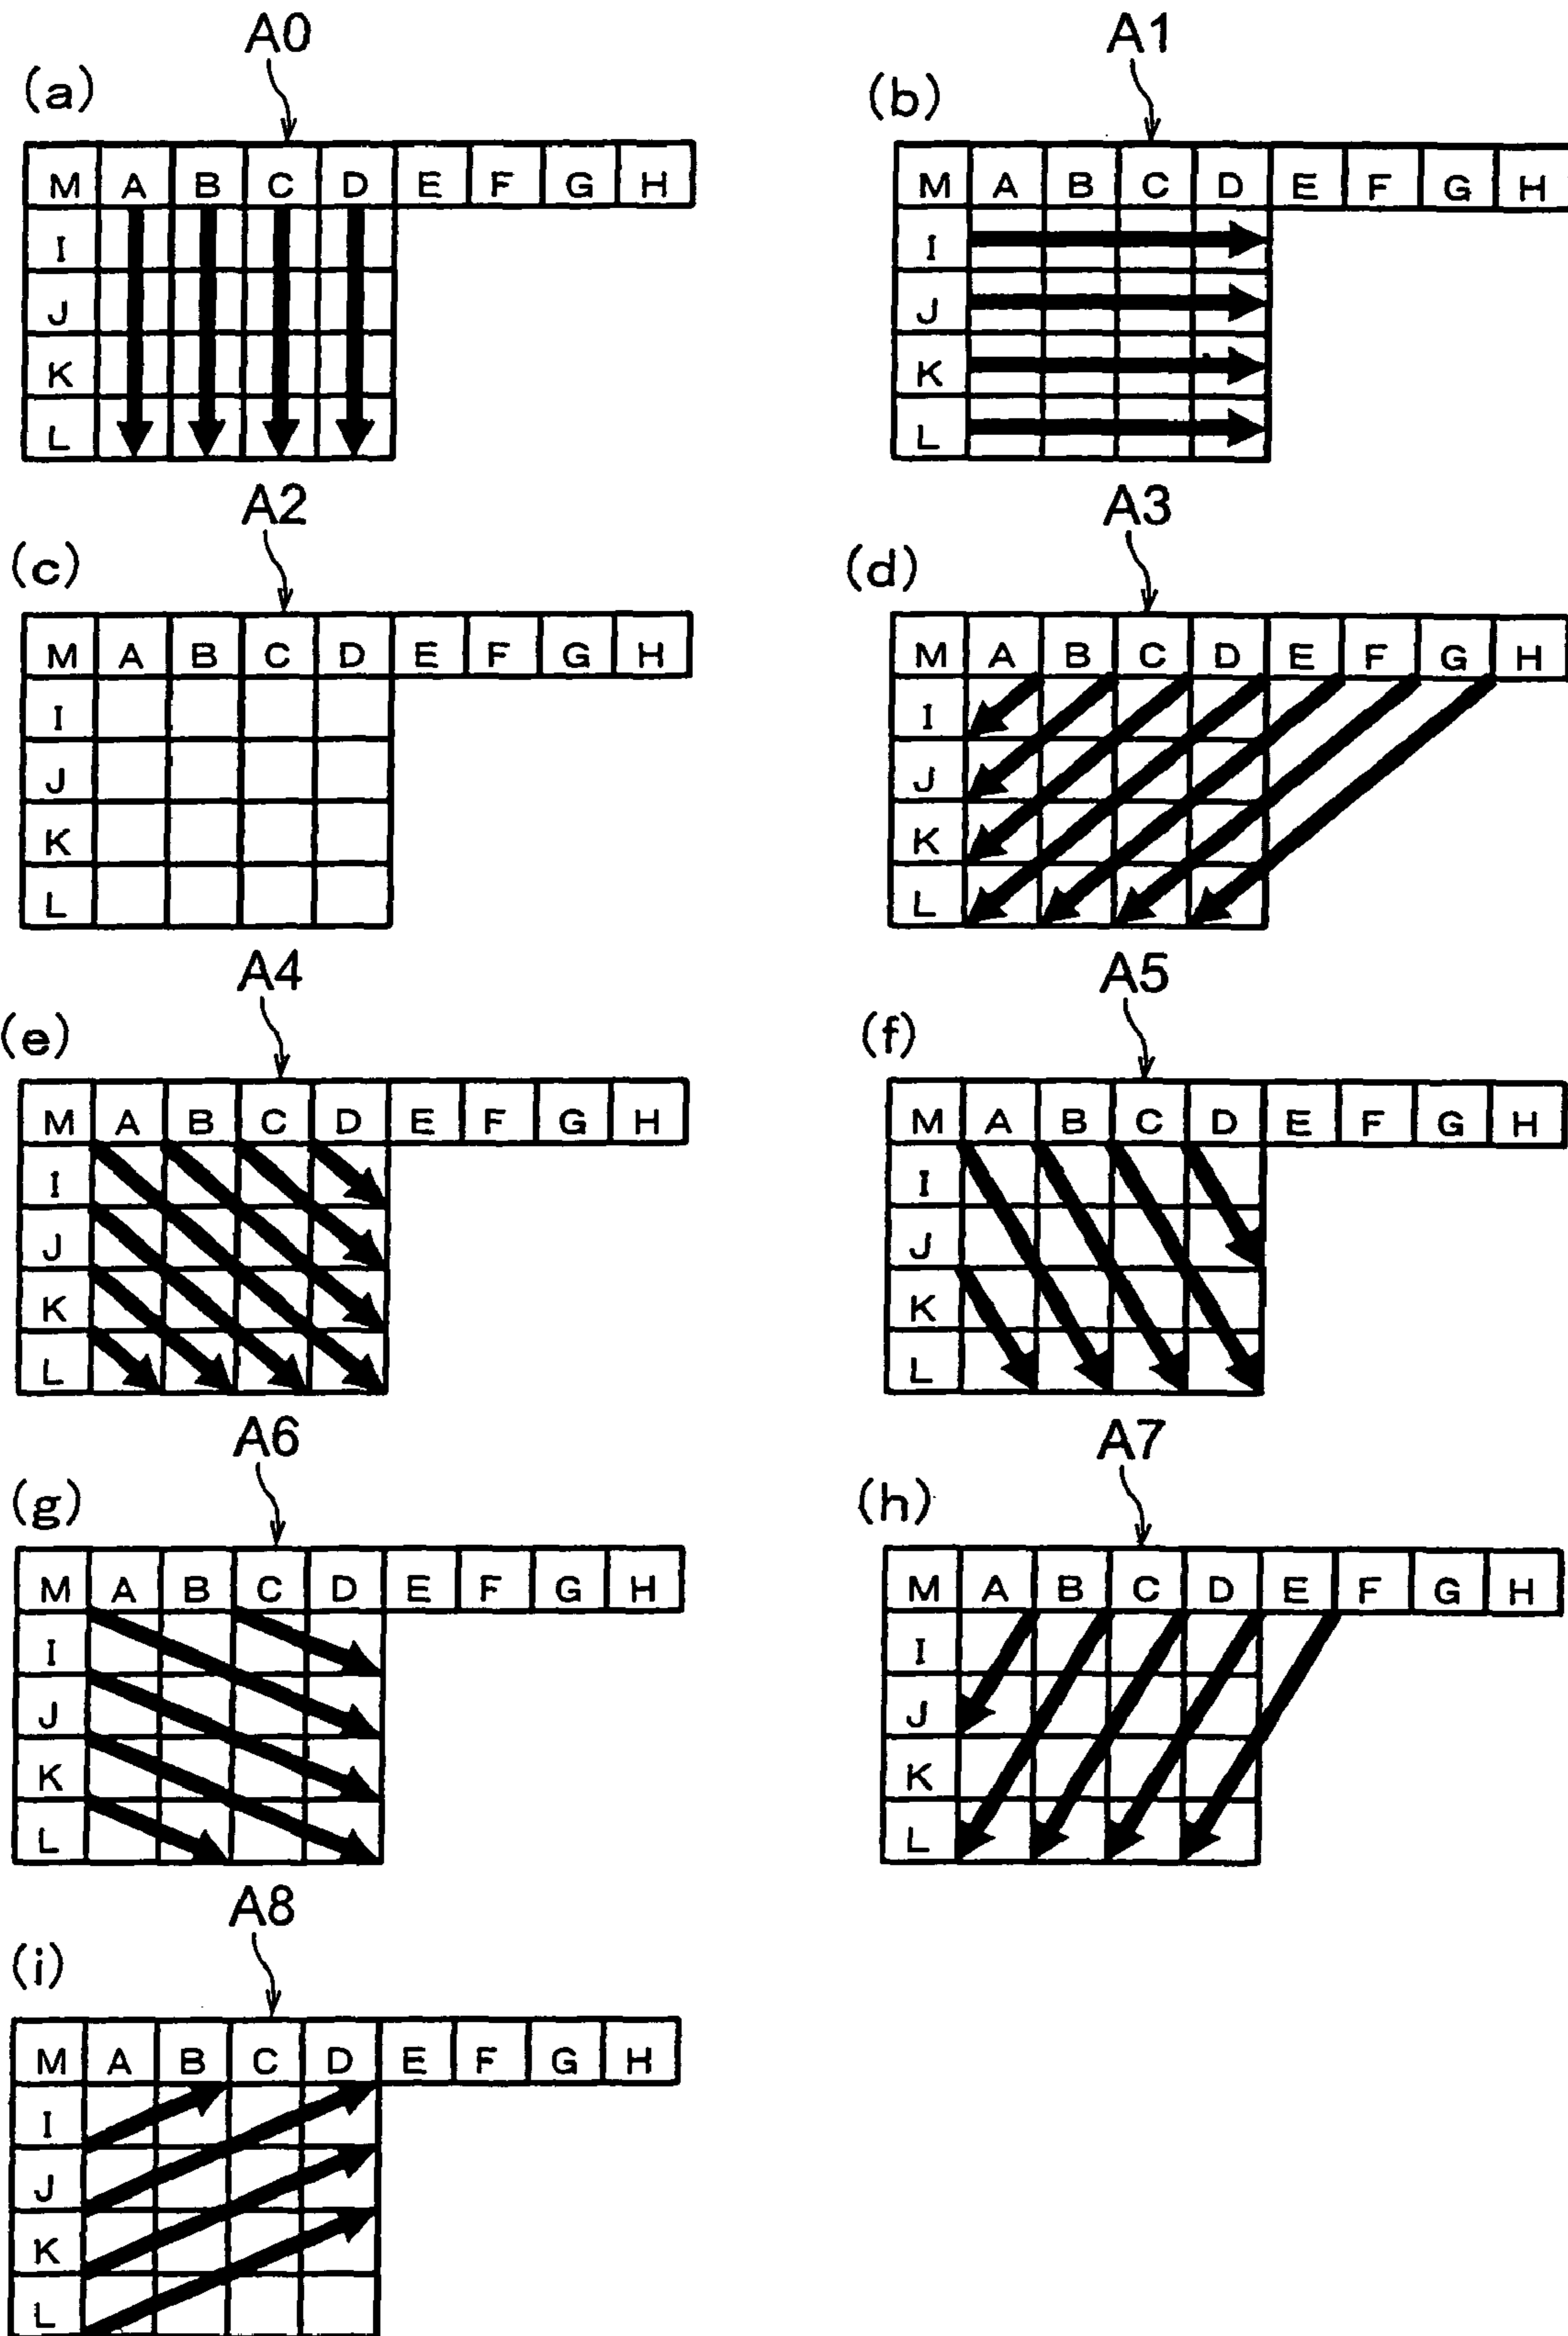 A0 A1
(a) (b)
M A B C D E F G H M A B C D E F G H
I I
J J
K K
L L
A2 A3
(c) (d)
M A B C D E F G H M A B C D E F G H
I I
J J
K K
L L
A4 A5
(e) (f)
M A B C D E F G H M A B C D E F G H
I I
J J
K K
L L
A6 A7
(g) (h)
M A B C D E F G H M A B C D E F G H
I I
J J
K K
L L
A8
(i)
M A B C D E F G H
I
J
K
L